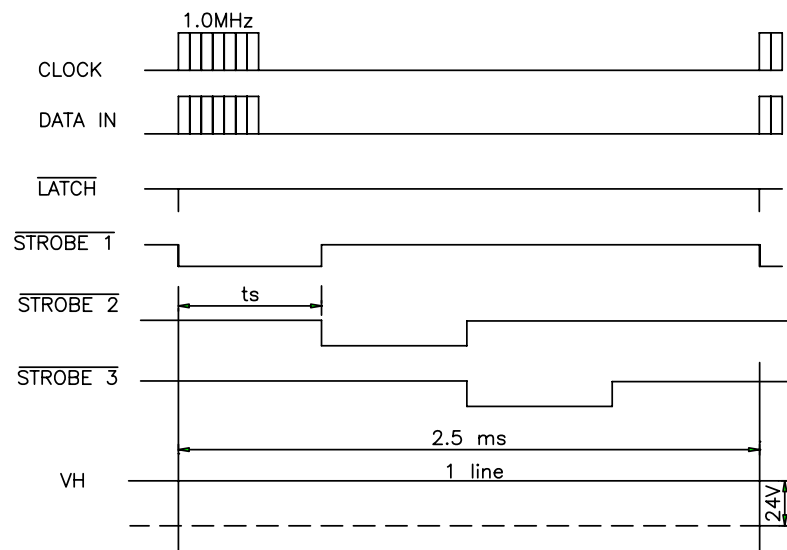 1.0MHz
CLOCK
DATA IN
LATCH
STROBE 1
ts
STROBE 2
STROBE 3
2.5 ms
1 line
VH
24V